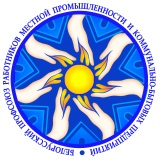 БЕЛОРУССКИЙ ПРОФСОЮЗ РАБОТНИКОВ МЕСТНОЙ ПРОМЫШЛЕННОСТИ И КОММУНАЛЬНО-БЫТОВЫХ ПРЕДПРИЯТИЙ